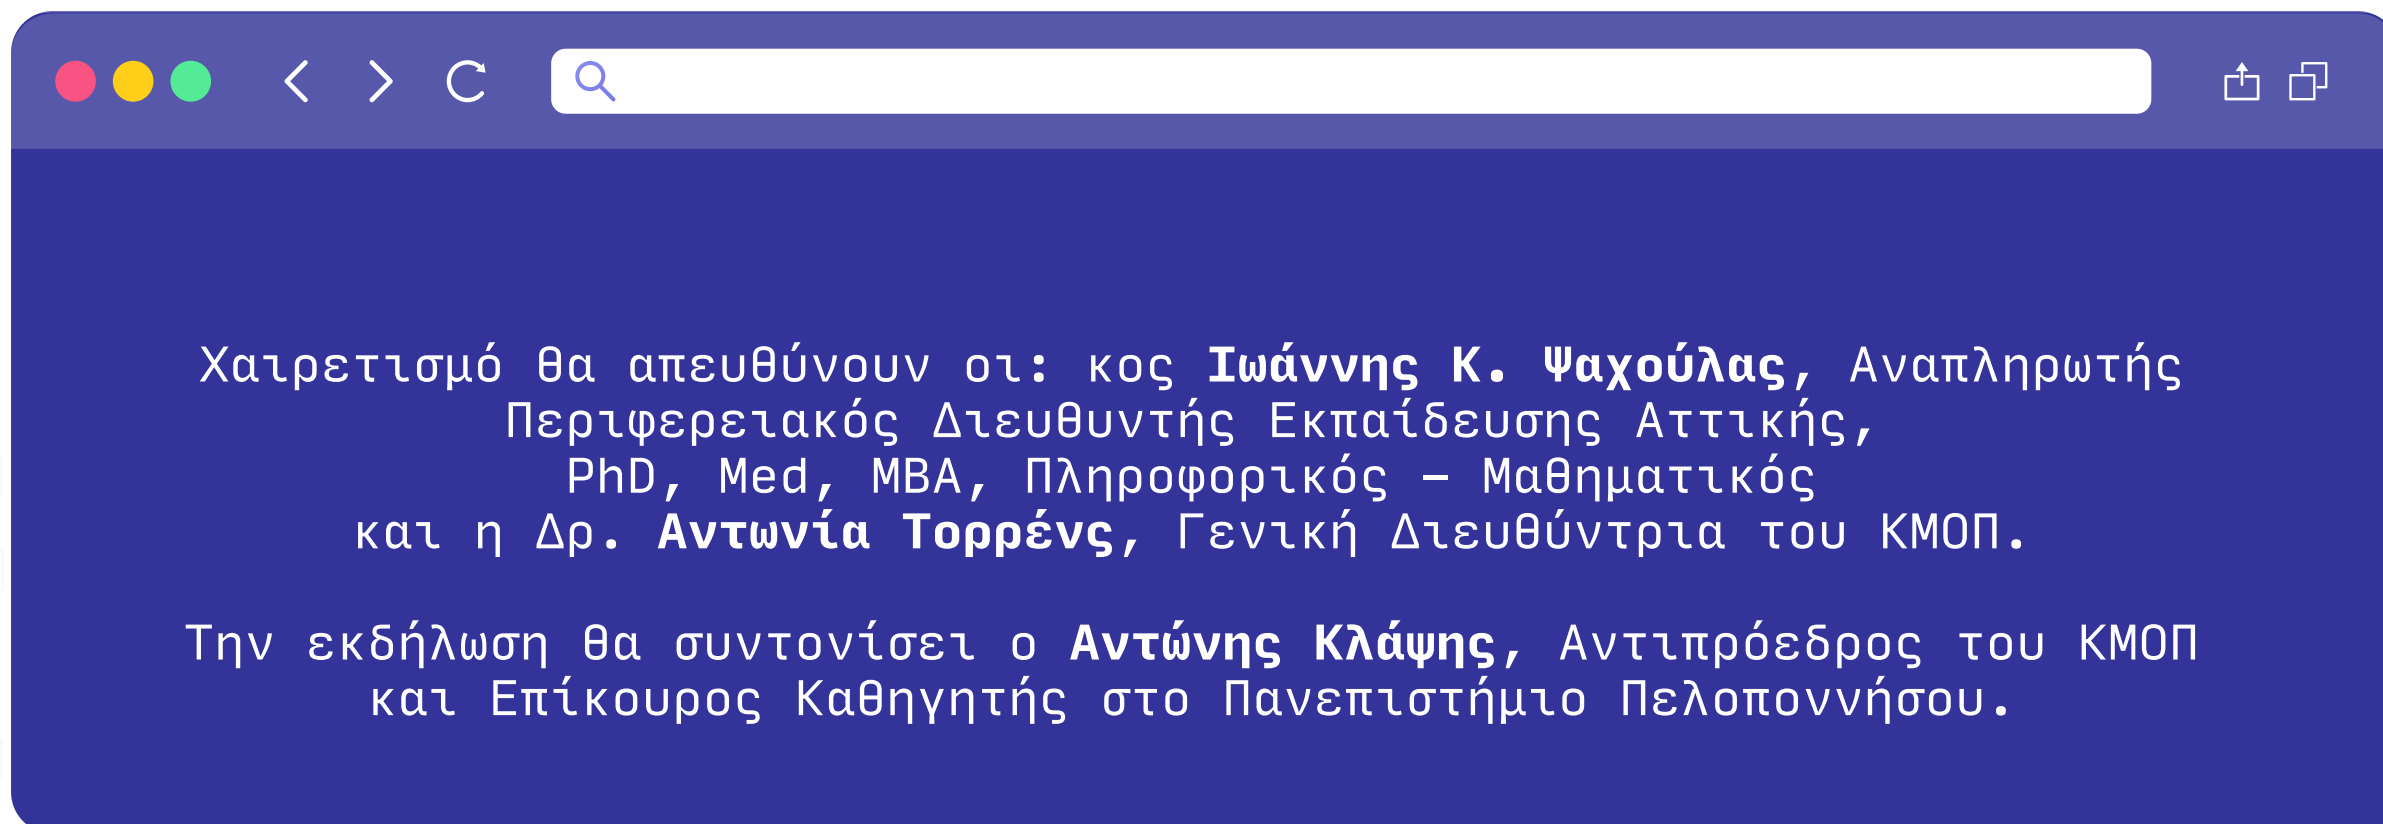 Χαιρετισμό θα απευθύνουν οι: κος Ιωάννης Κ. Ψαχούλας, Αναπληρωτής
Περιφερειακός Διευθυντής Εκπαίδευσης Αττικής,
PhD, Med, MBA, Πληροφορικός – Μαθηματικός
και η Δρ. Αντωνία Τορρένς, Γενική Διευθύντρια του ΚΜΟΠ.
Την εκδήλωση θα συντονίσει ο Αντώνης Κλάψης, Αντιπρόεδρος του ΚΜΟΠ
και Επίκουρος Καθηγητής στο Πανεπιστήμιο Πελοποννήσου.